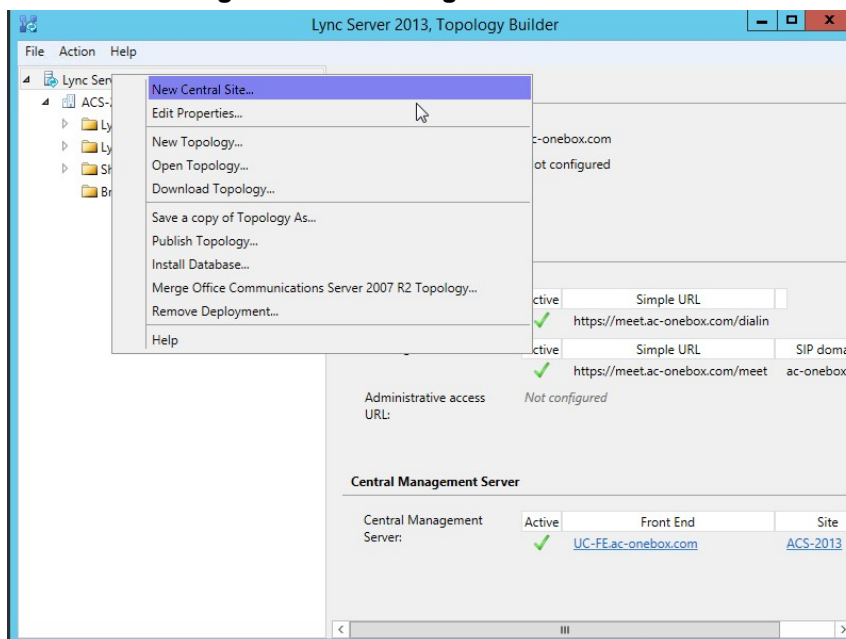 Lync Server 2013, Topology Builder
File Action Help
Lync Ser
ACS-
Ly
Ly
Sh
Br
New Central Site...
Edit Properties...
New Topology...
Open Topology...
Download Topology...
Save a copy of Topology As...
Publish Topology...
Install Database...
Merge Office Communications Server 2007 R2 Topology...
Remove Deployment...
Help
c-onebox.com
ot configured
ctive Simple URL
https://meet.ac-onebox.com/dialin
ctive Simple URL SIP doma
https://meet.ac-onebox.com/meet ac-onebox
Administrative access Not configured
URL:
Central Management Server
Central Management Active Front End Site
Server: UC-FE.ac-onebox.com ACS-2013